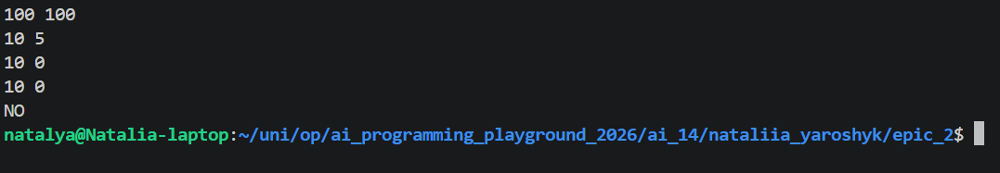 100 100
10 5
10 0
10 0
NO
natalya@Natalia-laptop:~/uni/op/ai_programming_playground_2026/ai_14/nataliia_yaroshyk/epic_2$